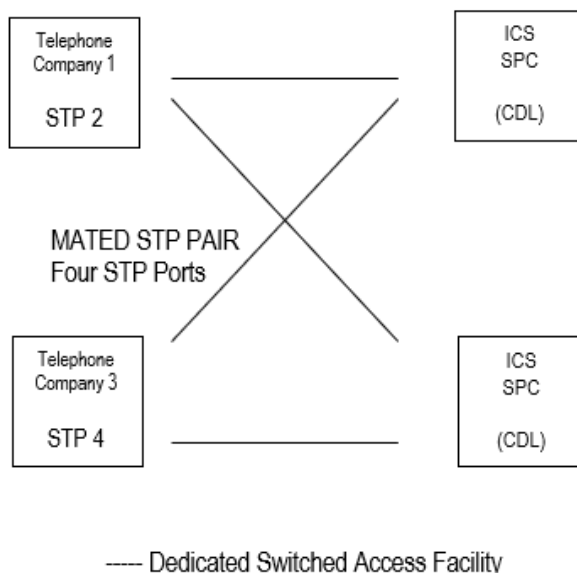 Telephone
Company 1
STP 2
ICS
SPC
(CDL)
MATED STP PAIR
Four STP Ports
Telephone
Company 3
STP 4
ICS
SPC
(CDL)
----- Dedicated Switched Access Facility